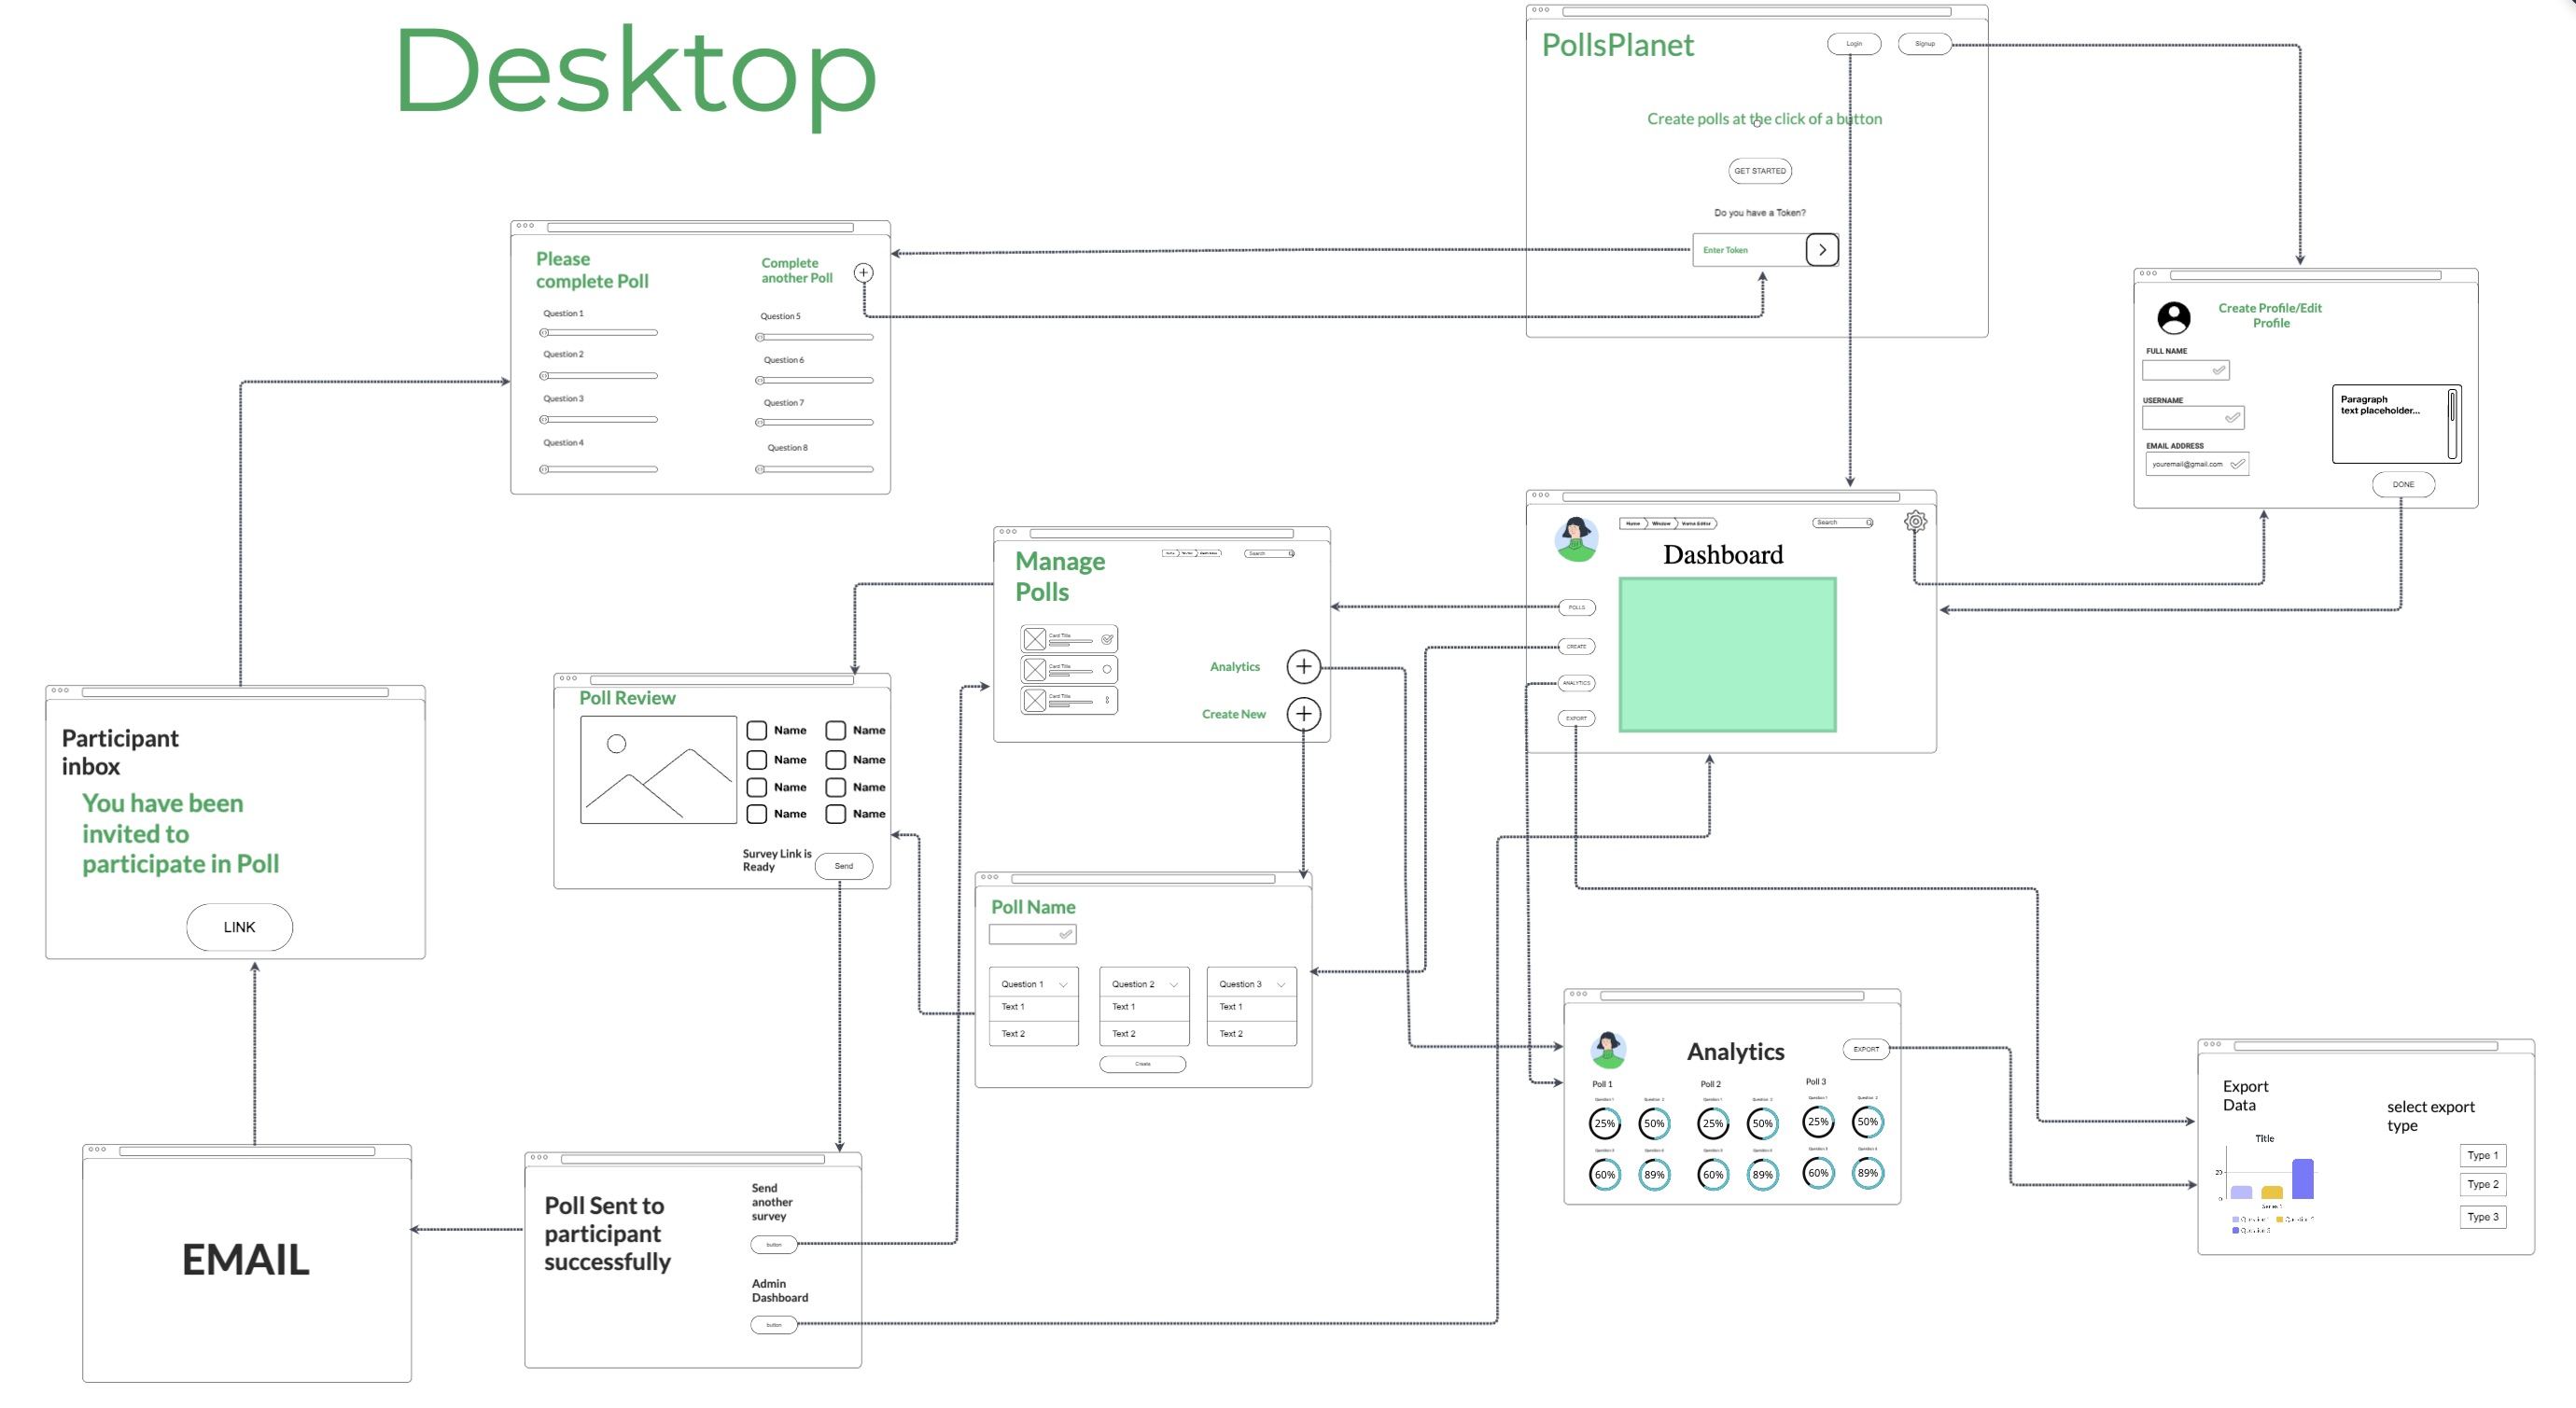 Desktop
PollsPlanet
Login
Signup
Create polls at the click of a button
GET STARTED
Do you have a Token?
Enter Token
Please
complete Poll
Complete
another Poll
Question 1
Question 2
Question 3
Question 4
Question 5
Question 6
Question 7
Question 8
Create Profile/Edit
Profile
FULL NAME
USERNAME
EMAIL ADDRESS
youremail@gmail.com
Paragraph
text placeholder...
DONE
Home
Window
Search
Dashboard
POLLS
CREATE
ANALYTICS
EXPORT
Manage
Polls
Search
Card Title
Card Title
Card Title
Analytics
Create New
Poll Review
Name Name
Name Name
Name Name
Name Name
Survey Link is
Ready
Send
Participant
inbox
You have been
invited to
participate in Poll
LINK
Poll Name
Question 1
Text 1
Text 2
Question 2
Text 1
Text 2
Question 3
Text 1
Text 2
Create
Analytics
EXPORT
Poll 1
Question 1
25% 50%
60% 89%
Poll 2
Question 1
25% 50%
60% 89%
Poll 3
Question 1
25% 50%
60% 89%
Export
Data
select export
type
Title
20
0
Type 1
Type 2
Type 3
EMAIL
Poll Sent to
participant
successfully
Send
another
survey
button
Admin
Dashboard
button